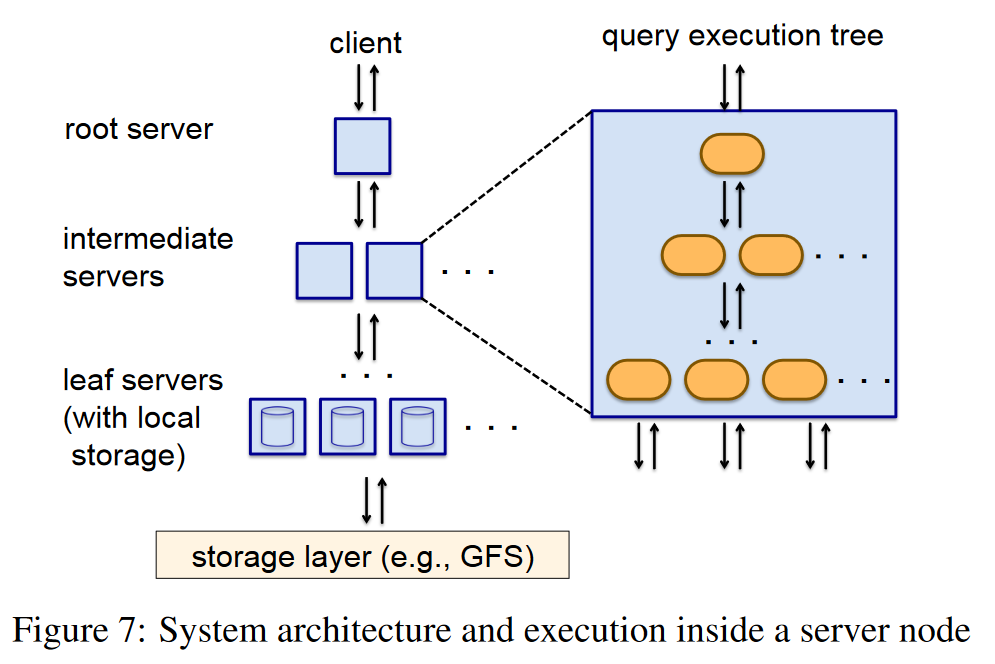 client
query execution tree
root server
intermediate
servers
leaf servers
(with local
storage)
storage layer (e.g., GFS)
Figure 7: System architecture and execution inside a server node